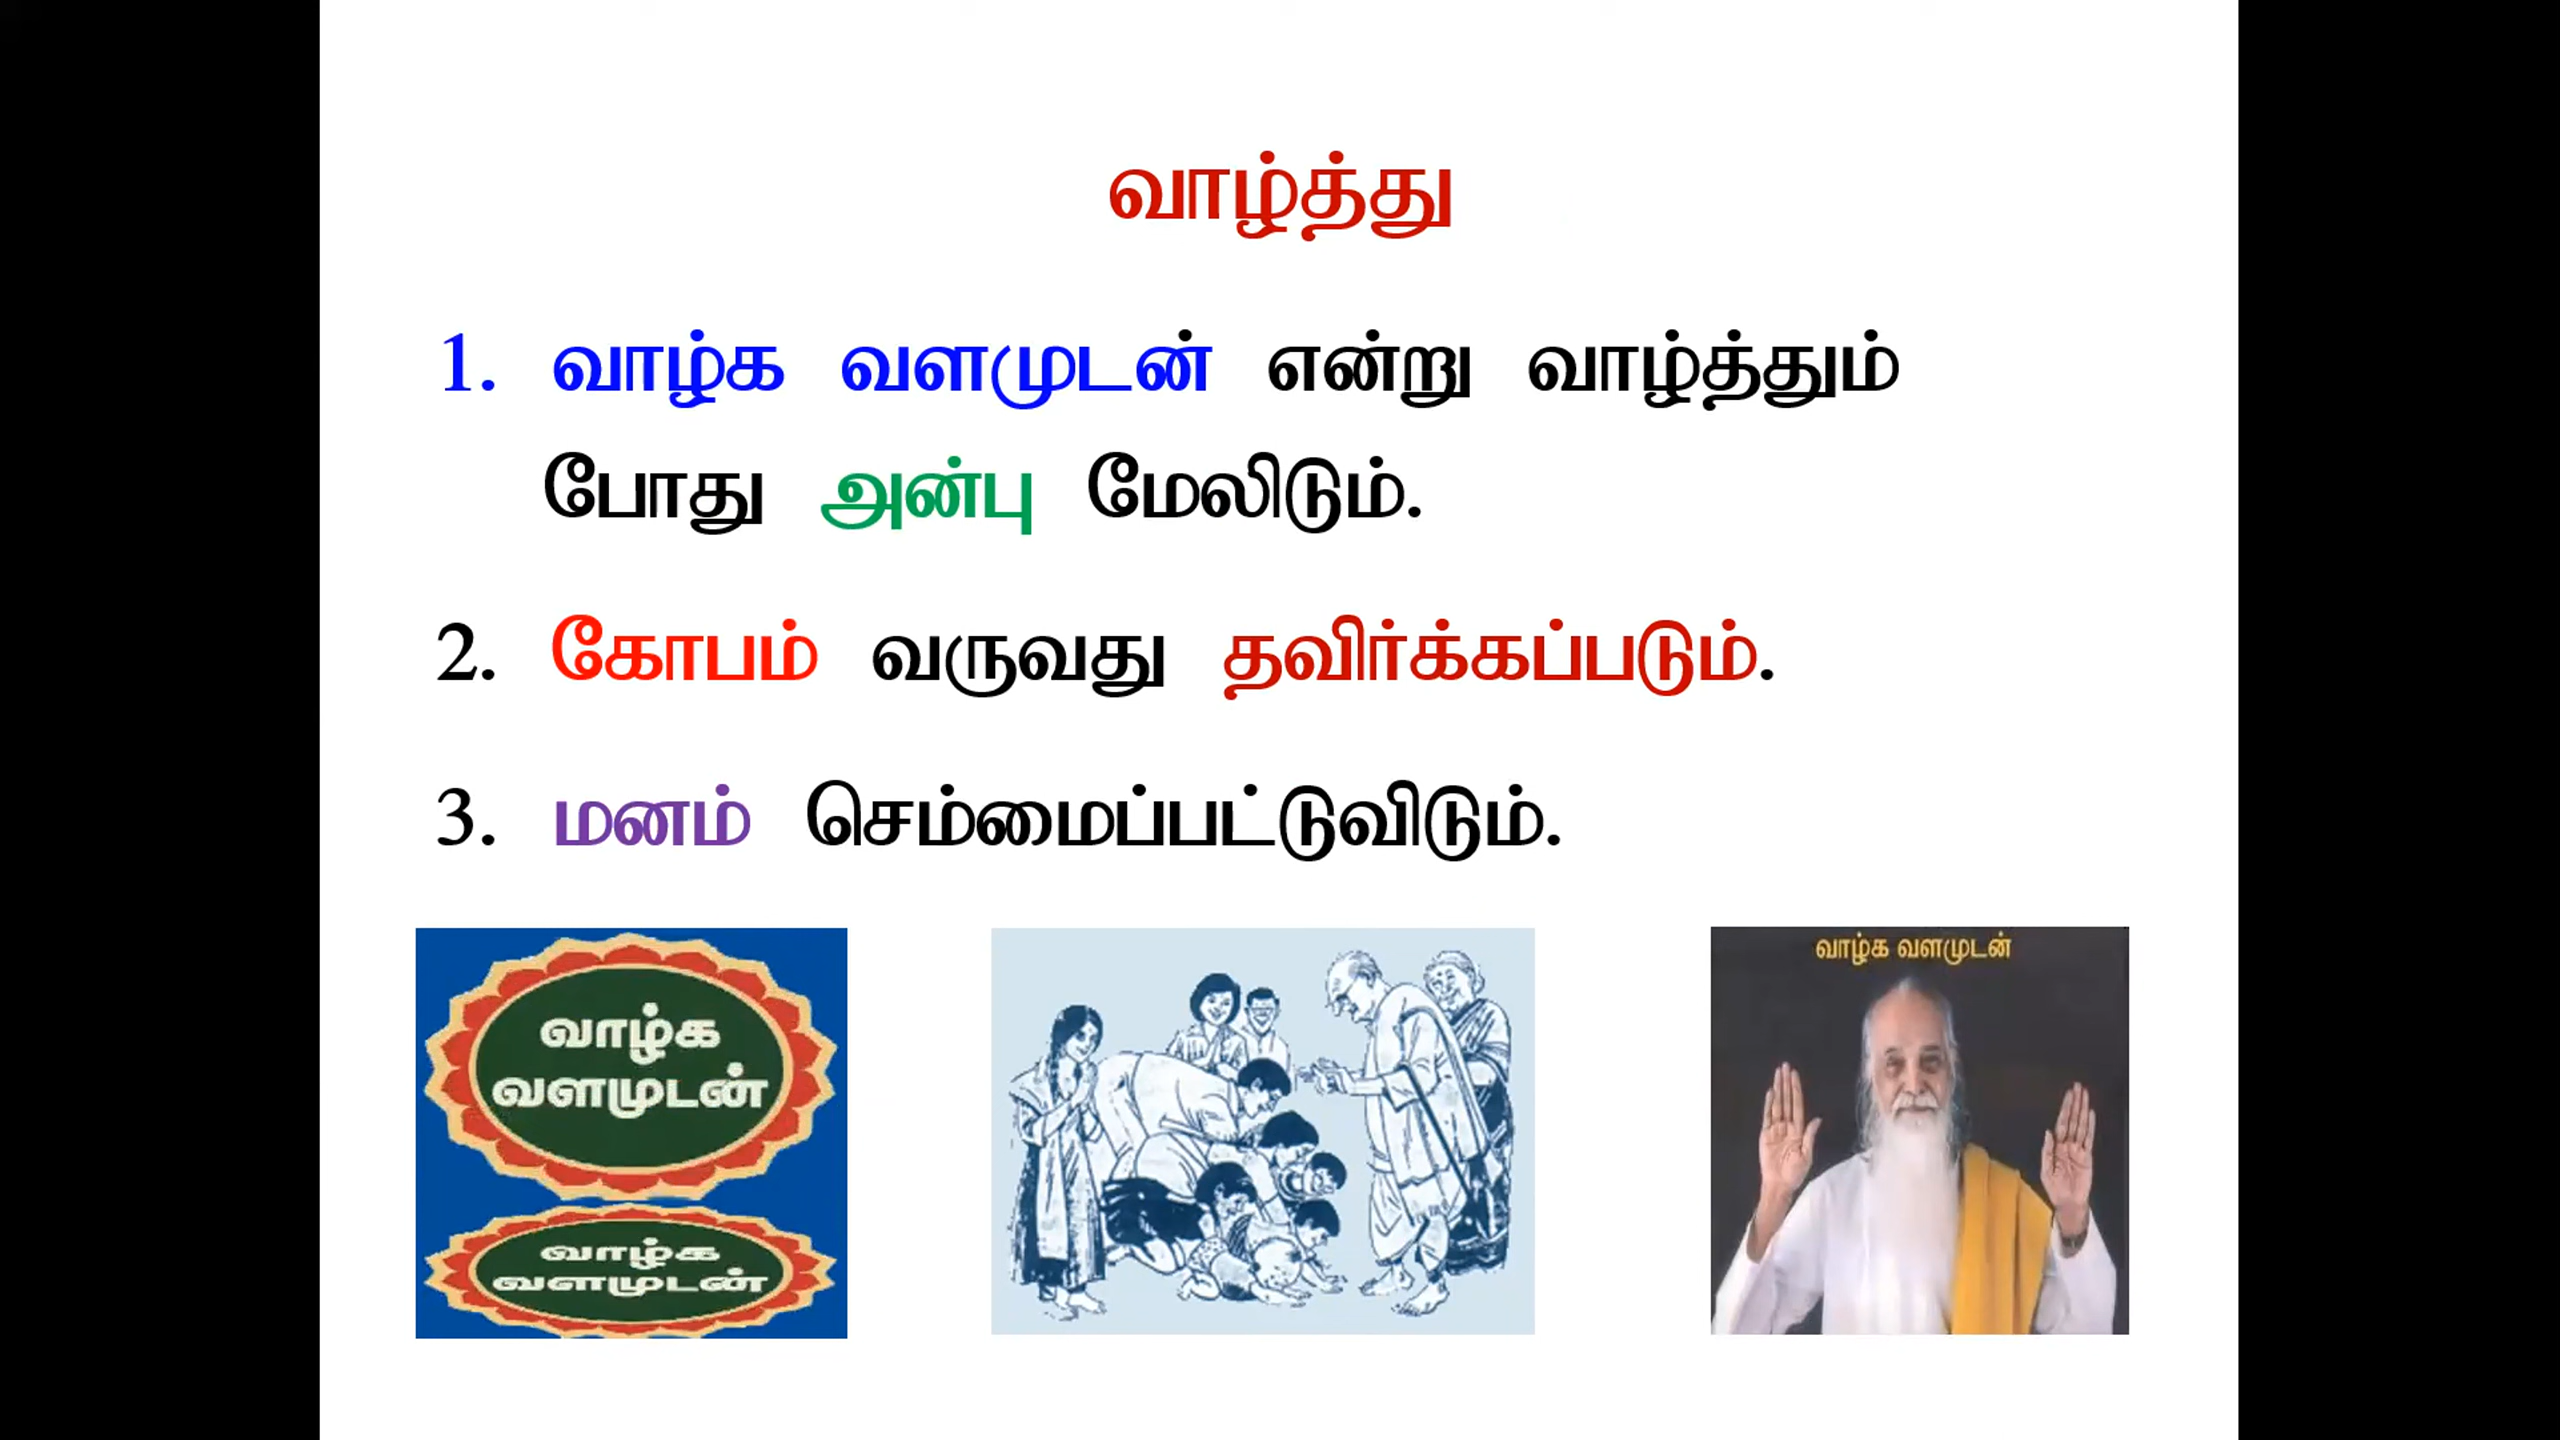 வாழ்த்து
1. வாழ்க வளமுடன் என்று வாழ்த்தும்
போது அன்பு மேலிடும்.
2. கோபம் வருவது தவிர்க்கப்படும்.
3. மனம் செம்மைப்பட்டுவிடும்.
வாழ்க
வளமுடன்
வாழ்க
வளமுடன்
வாழ்க வளமுடன்